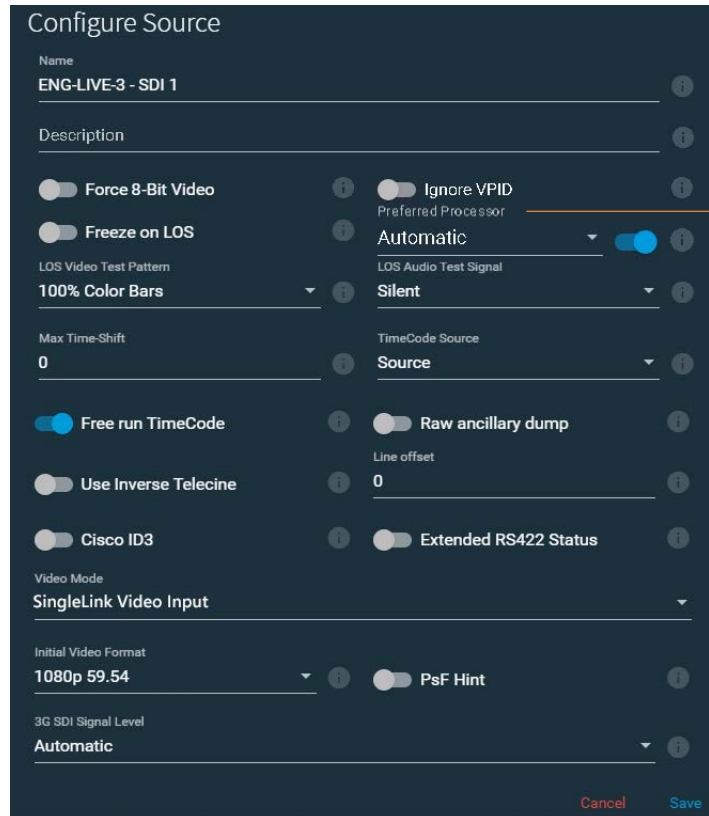 Configure Source
Name
ENG-LIVE-3 - SDI 1
Description
Force 8-Bit Video
Ignore VPID
Freeze on LOS
Preferred Processor
Automatic
LOS Video Test Pattern
100% Color Bars
LOS Audio Test Signal
Silent
Max Time-Shift
0
TimeCode Source
Source
Free run TimeCode
Raw ancillary dump
Use Inverse Telecine
Line offset
0
Cisco ID3
Extended RS422 Status
Video Mode
SingleLink Video Input
Initial Video Format
1080p 59.54
PsF Hint
3G SDI Signal Level
Automatic
Cancel
Save